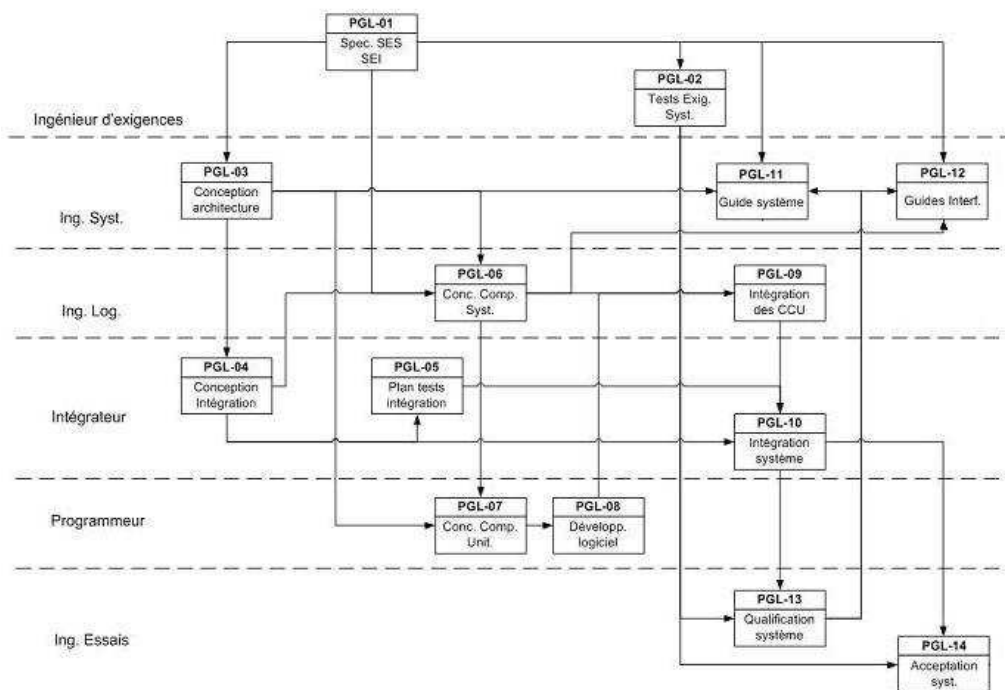 PGL-01
Spec. SES
SEI
PGL-02
Tests Exig.
Syst.
Ingénieur d'exigences
PGL-03
Conception
architecture
PGL-11
Guide système
PGL-12
Guides Interf.
Ing. Syst.
PGL-06
Conc. Comp.
Syst.
PGL-09
Intégration
des CCU
Ing. Log.
PGL-04
Conception
Intégration
PGL-05
Plan tests
intégration
Intégrateur
PGL-10
Intégration
système
PGL-07
Conc. Comp.
Unit.
PGL-08
Développ.
logiciel
Programmeur
PGL-13
Qualification
système
Ing. Essais
PGL-14
Acceptation
syst.